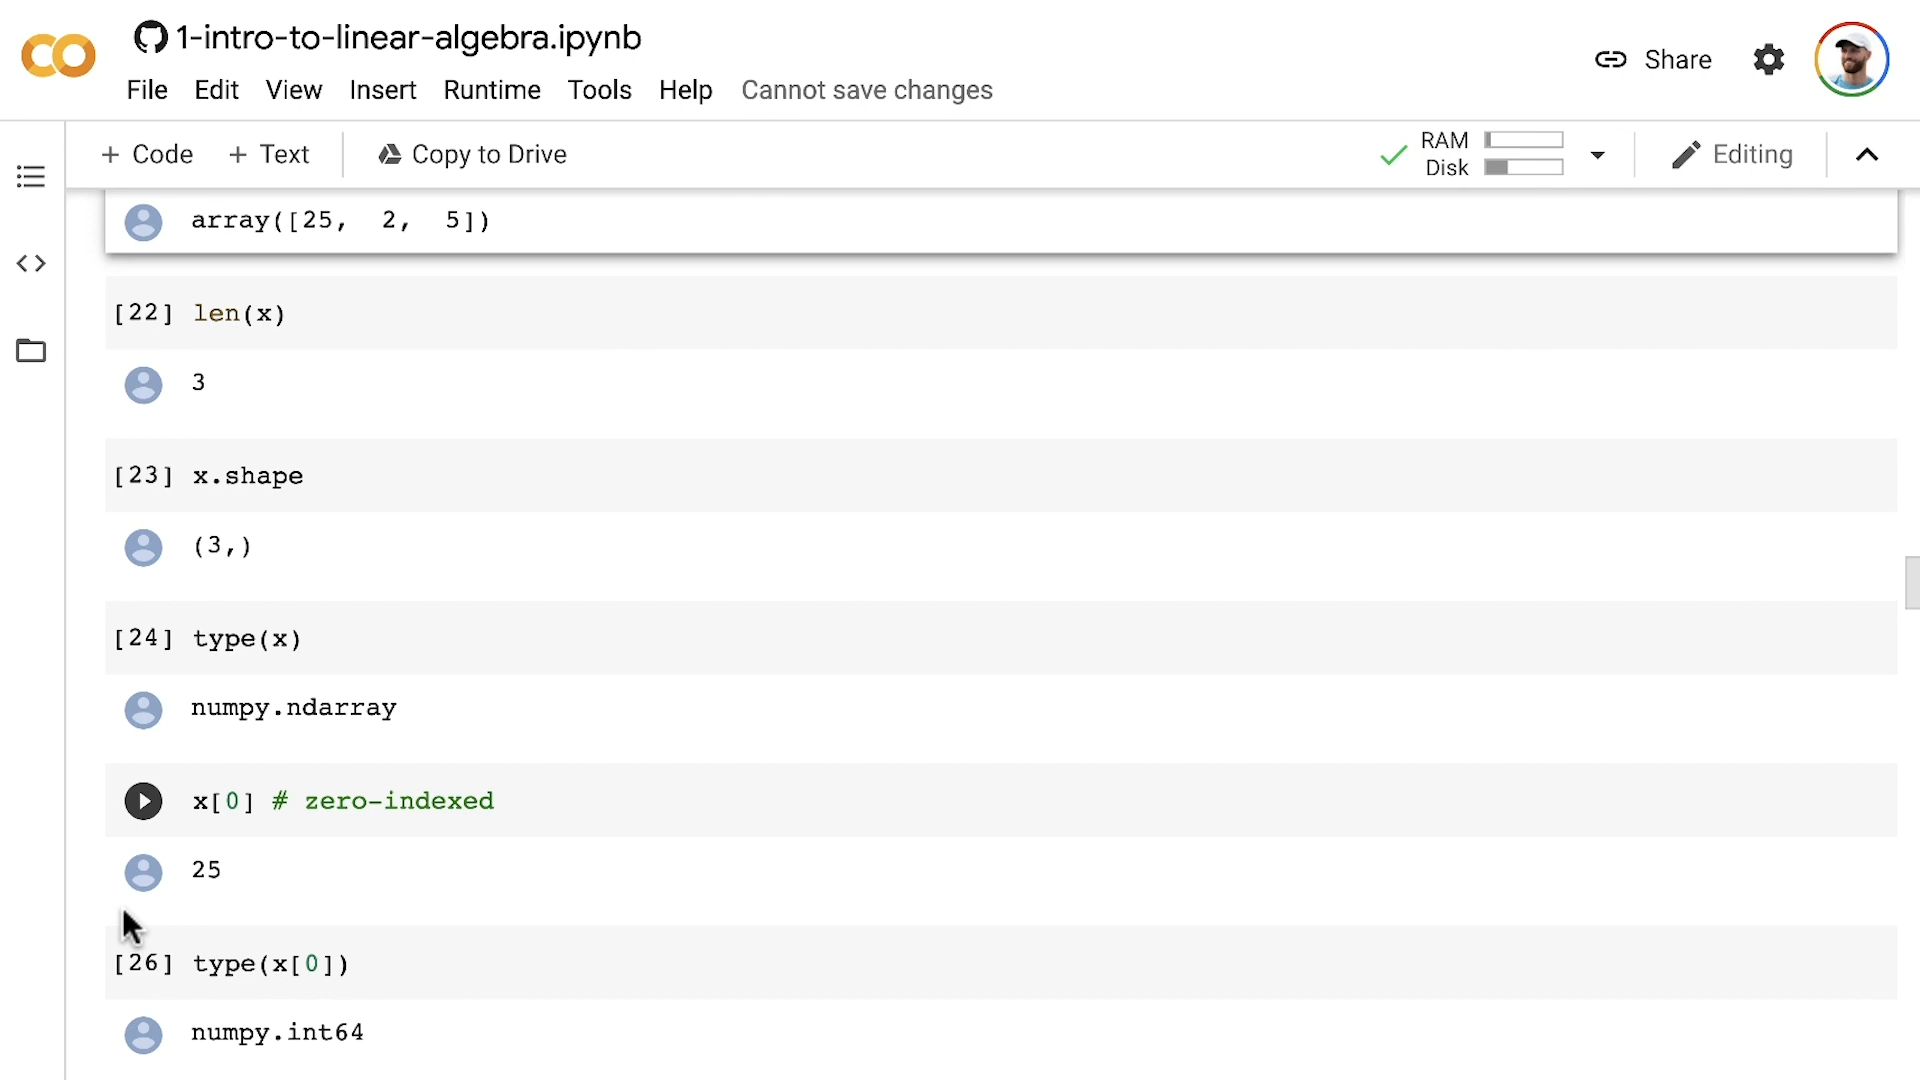 1-intro-to-linear-algebra.ipynb
File Edit View Insert Runtime Tools Help Cannot save changes
Share
+ Code + Text Copy to Drive
RAM
Disk
Editing
array([25,  2,  5])
[22] len(x)
3
[23] x.shape
(3,)
[24] type(x)
numpy.ndarray
x[0] # zero-indexed
25
[26] type(x[0])
numpy.int64